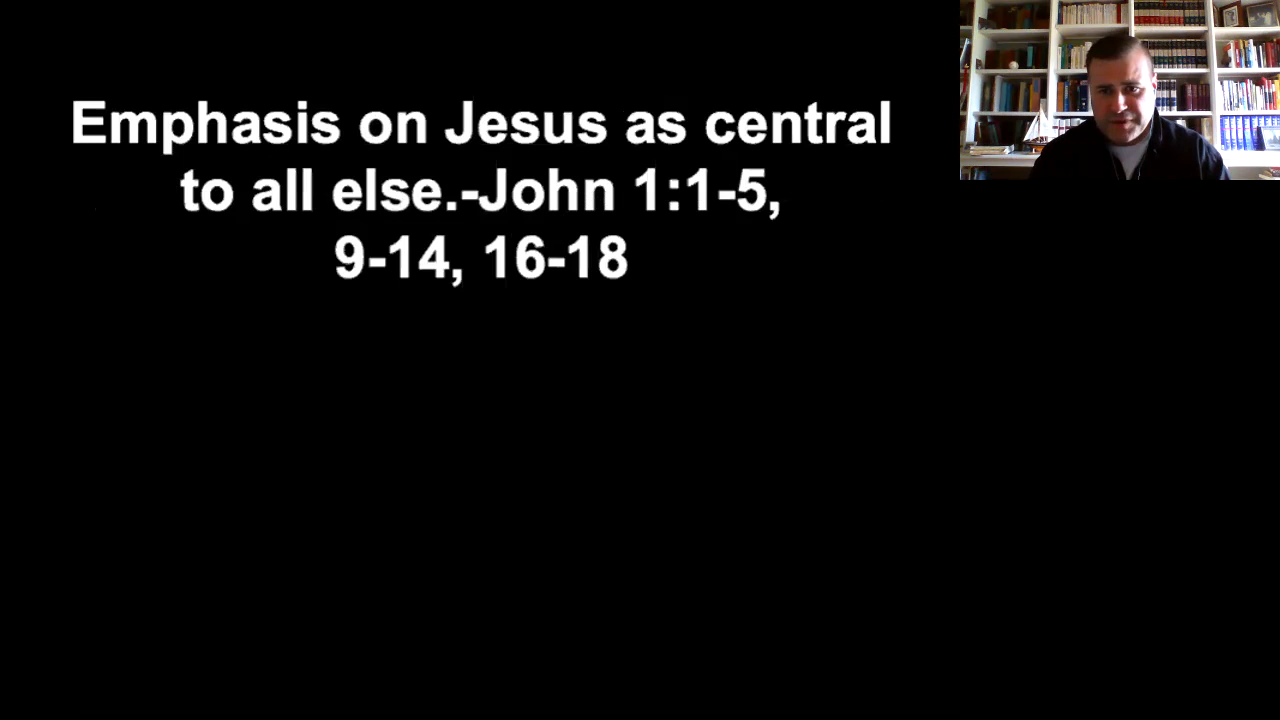 Emphasis on Jesus as central
to all else.-John 1:1-5,
9-14, 16-18